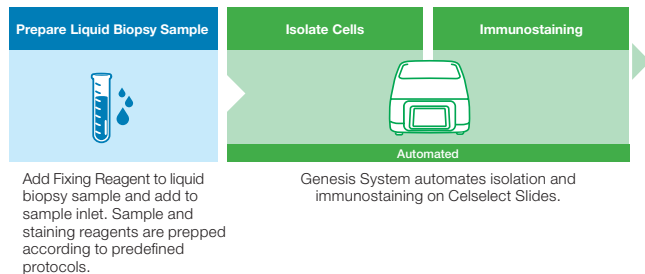 Prepare Liquid Biopsy Sample
Isolate Cells
Immunostaining
Automated
Add Fixing Reagent to liquid
biopsy sample and add to
sample inlet. Sample and
staining reagents are prepped
according to predefined
protocols.
Genesis System automates isolation and
immunostaining on Celselect Slides.